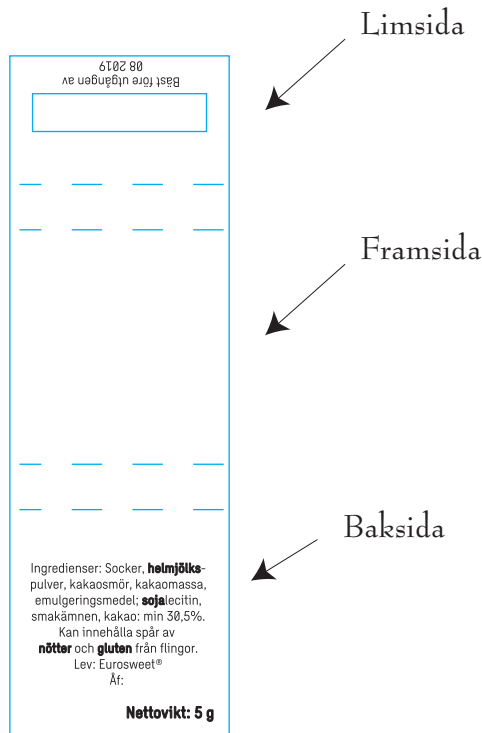 Limsida
Bäst före utgången av
08 2019
Framsida
Baksida
Ingredienser: Socker, helmjölks-
pulver, kakaosmör, kakaomassa,
emulgeringsmedel; sojalecitin,
smakämnen, kakao: min 30,5%.
Kan innehålla spår av
nötter och gluten från flingor.
Lev: Eurosweet®
Åf:
Nettovikt: 5 g